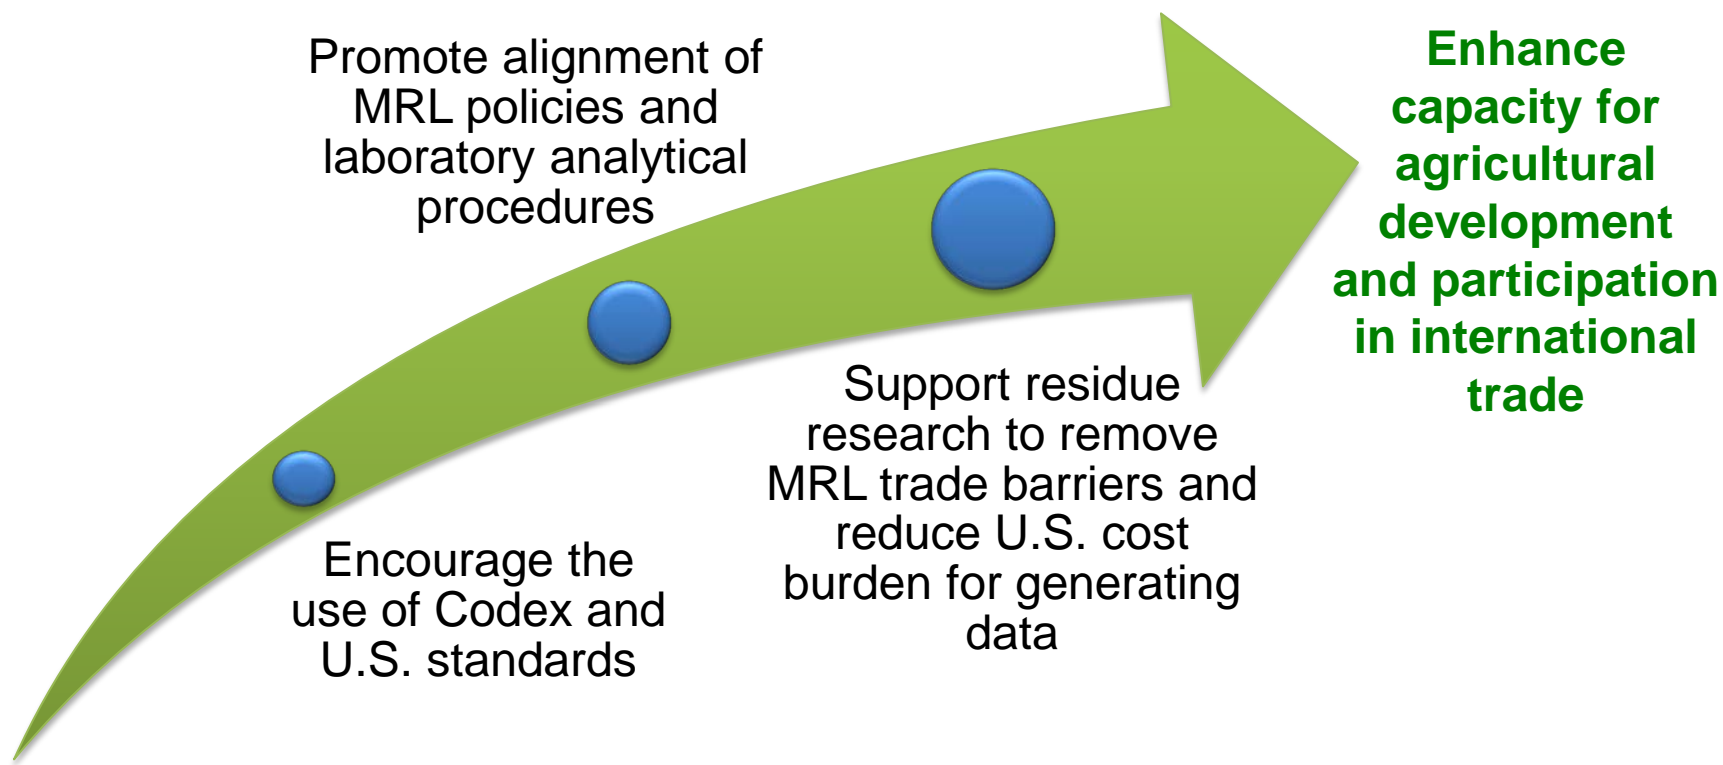 Promote alignment of
MRL policies and
laboratory analytical
procedures
Encourage the
use of Codex and
U.S. standards
Support residue
research to remove
MRL trade barriers and
reduce U.S. cost
burden for generating
data
Enhance
capacity for
agricultural
development
and participation
in international
trade